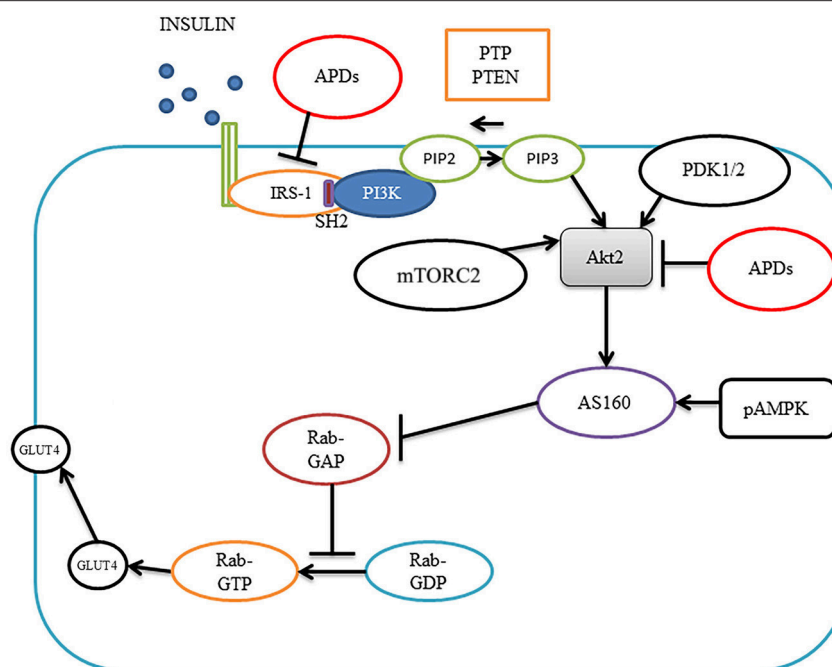 INSULIN
APDs
PTP
PTEN
PIP2
PIP3
PDK1/2
IRS-1
PI3K
SH2
Akt2
mTORC2
APDs
AS160
pAMPK
Rab-
GAP
GLUT4
GLUT4
Rab-
GTP
Rab-
GDP